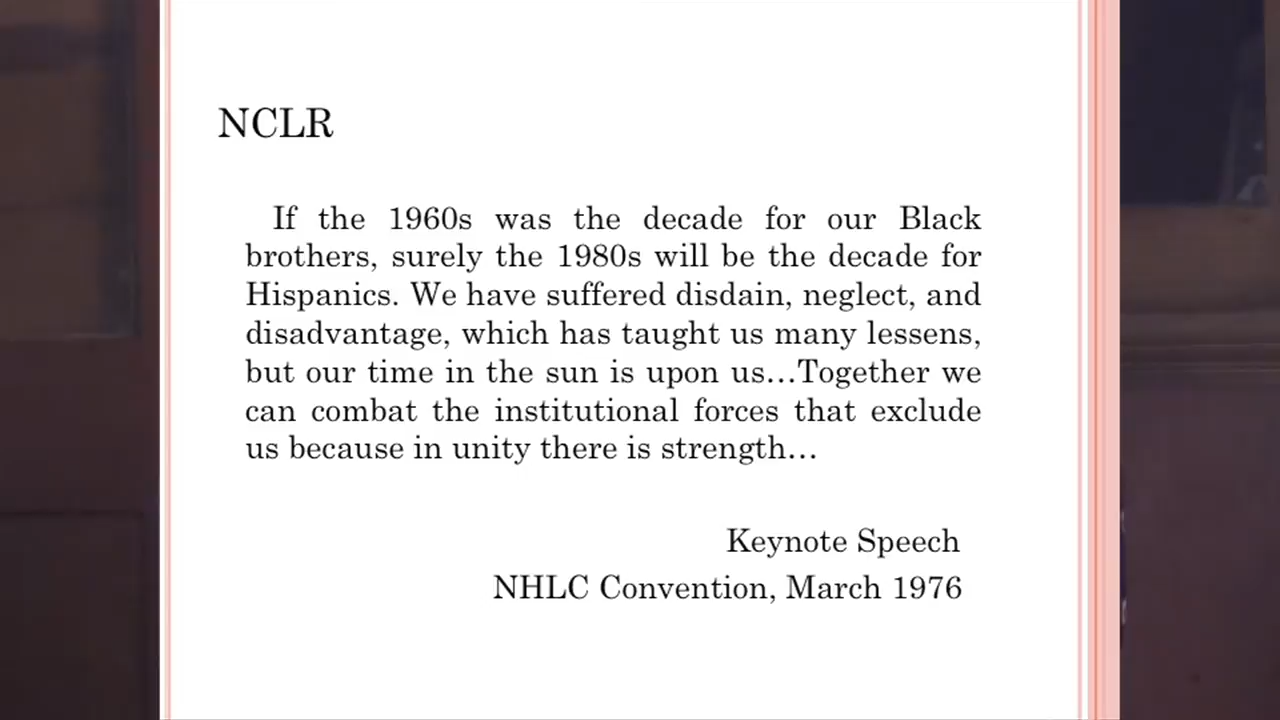 NCLR
If the 1960s was the decade for our Black
brothers, surely the 1980s will be the decade for
Hispanics. We have suffered disdain, neglect, and
disadvantage, which has taught us many lessens,
but our time in the sun is upon us…Together we
can combat the institutional forces that exclude
us because in unity there is strength…
Keynote Speech
NHLC Convention, March 1976